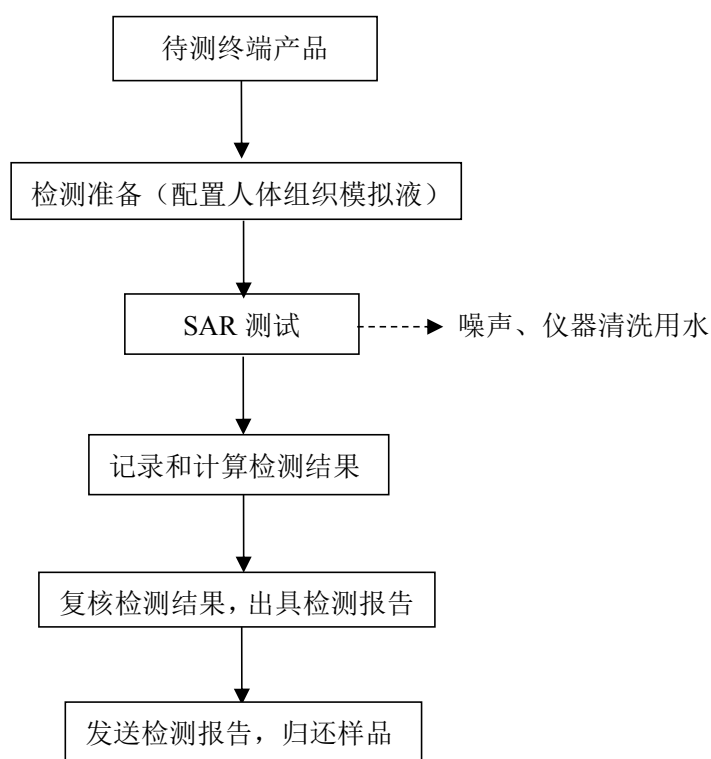 待测终端产品
检测准备（配置人体组织模拟液）
SAR 测试
噪声、仪器清洗用水
记录和计算检测结果
复核检测结果，出具检测报告
发送检测报告，归还样品